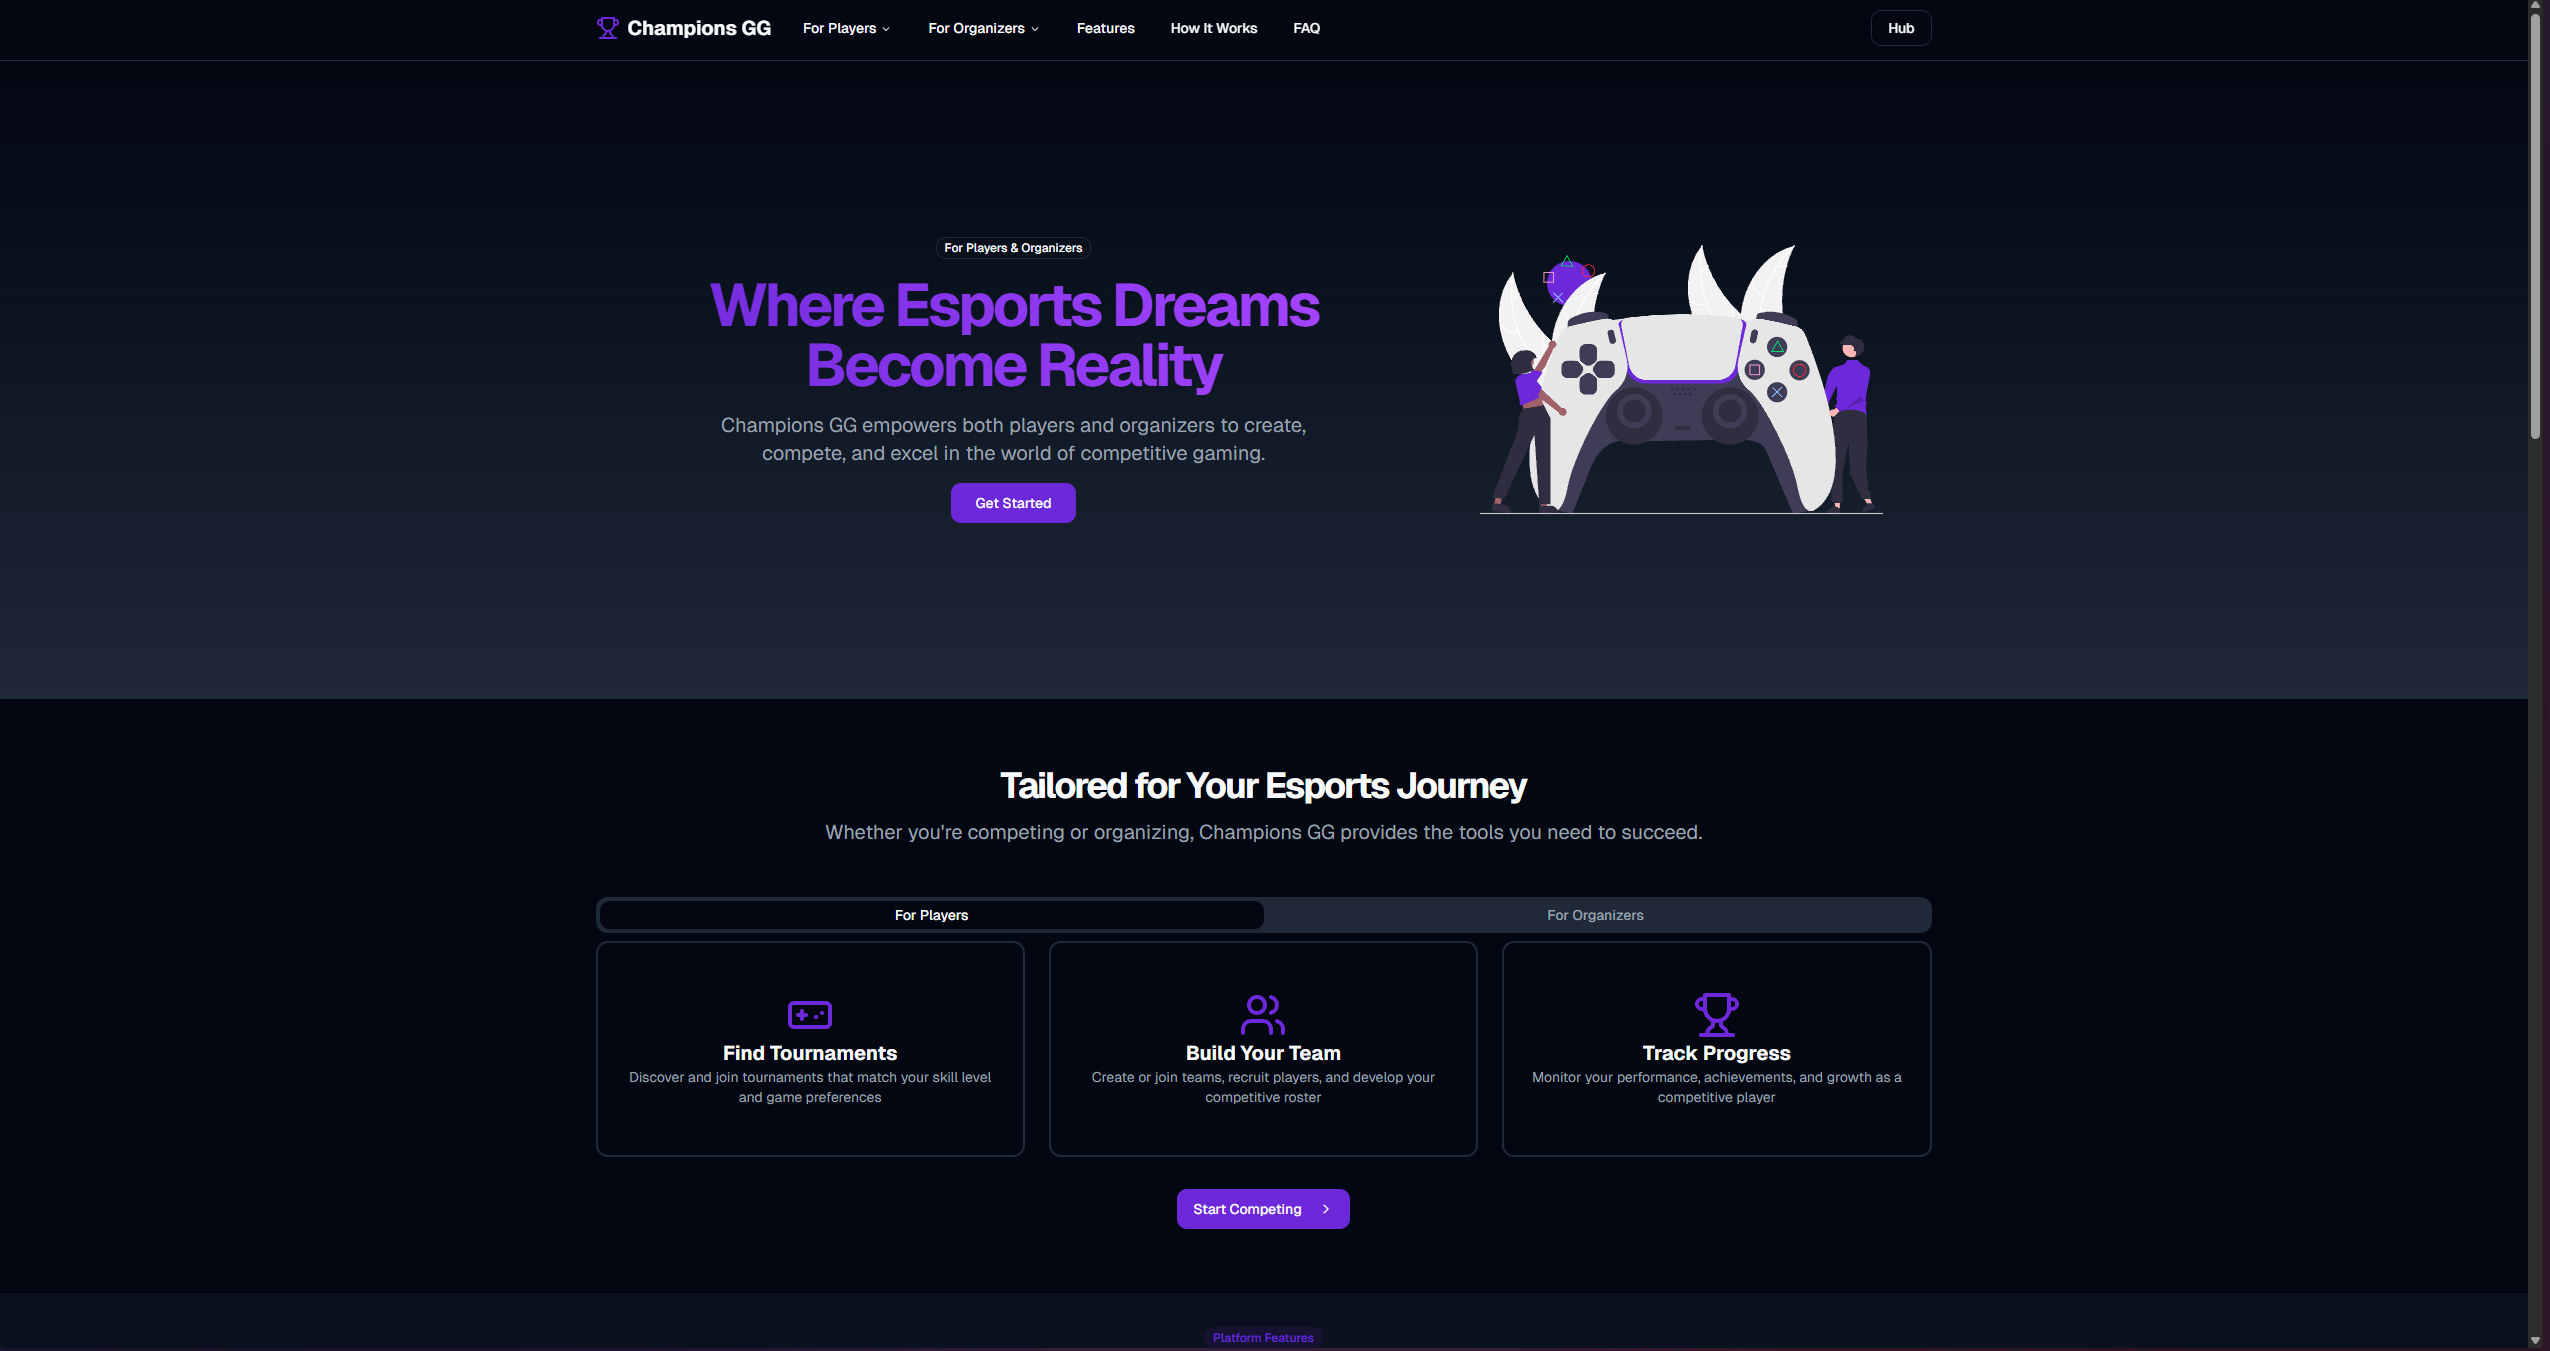 Champions GG
For Players
For Organizers
Features
How It Works
FAQ
Hub
For Players & Organizers
Where Esports Dreams
Become Reality
Champions GG empowers both players and organizers to create,
compete, and excel in the world of competitive gaming.
Get Started
Tailored for Your Esports Journey
Whether you're competing or organizing, Champions GG provides the tools you need to succeed.
For Players
For Organizers
Find Tournaments
Discover and join tournaments that match your skill level
and game preferences
Build Your Team
Create or join teams, recruit players, and develop your
competitive roster
Track Progress
Monitor your performance, achievements, and growth as a
competitive player
Start Competing
Platform Features